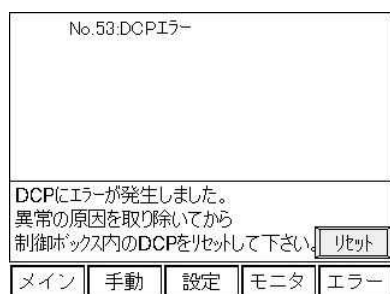 No.53:DCPエラー
DCPにエラーが発生しました。
異常の原因を取り除いてから
制御ボックス内のDCPをリセットして下さい。
リセット
メイン 手動 設定 モニタ エラー